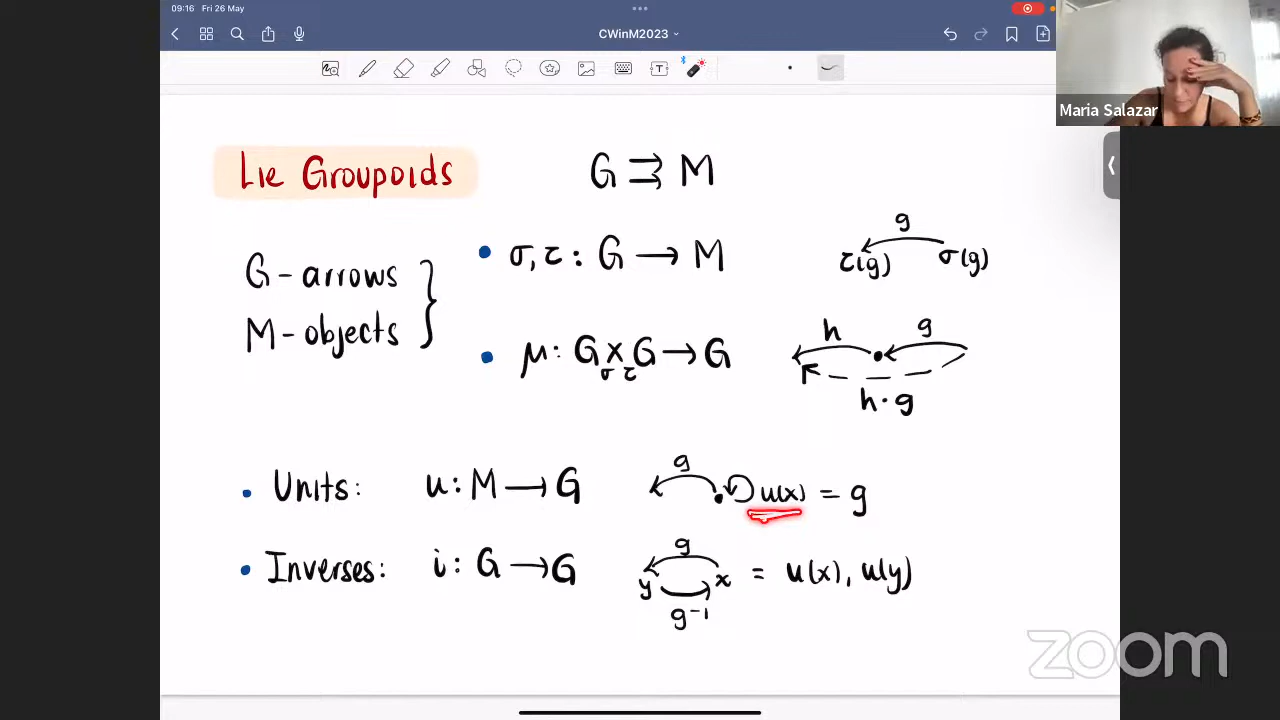 09:16 Fri 26 May
CWinM2023
Maria Salazar
Lie Groupoids G ⇉ M
G - arrows
M - objects
• σ, τ : G → M
g
τ(g) σ(g)
• μ : G ₓ G → G
σ τ
h g
h · g
• Units: u : M → G g u(x) = g
• Inverses: i : G → G g y x = u(x), u(y)
g⁻¹
zoom